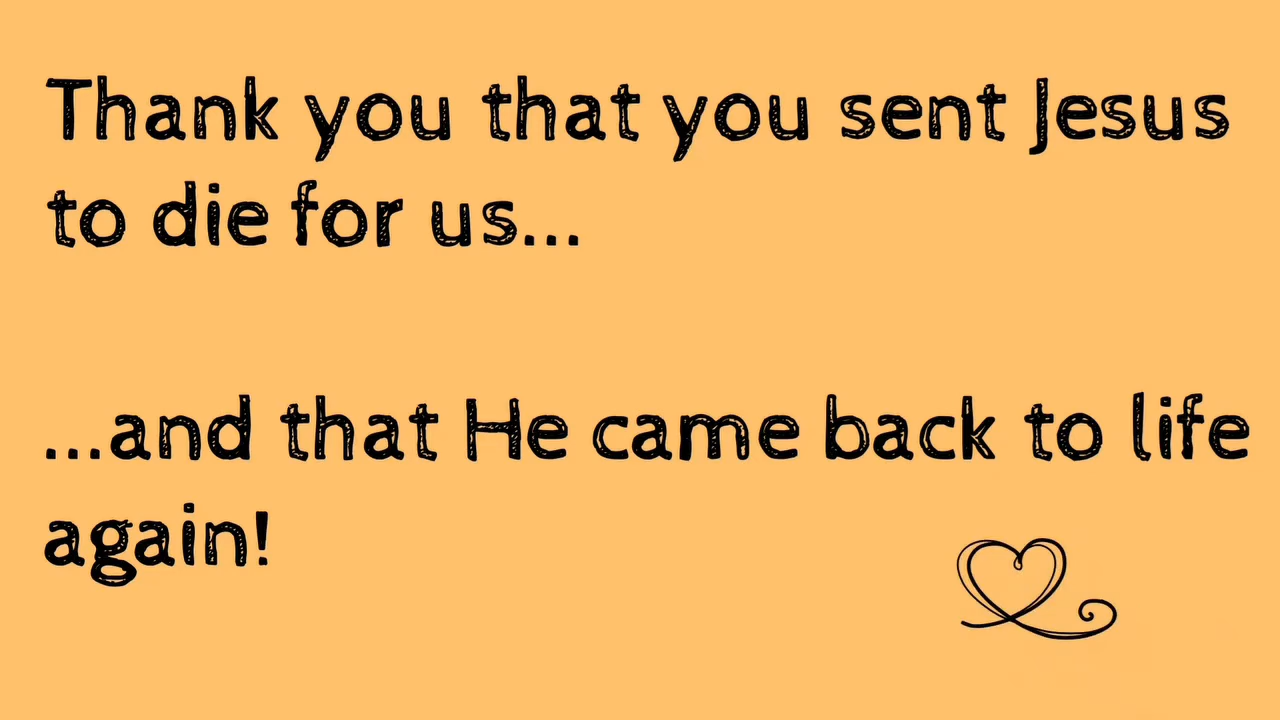 Thank you that you sent Jesus
to die for us...
...and that He came back to life
again!